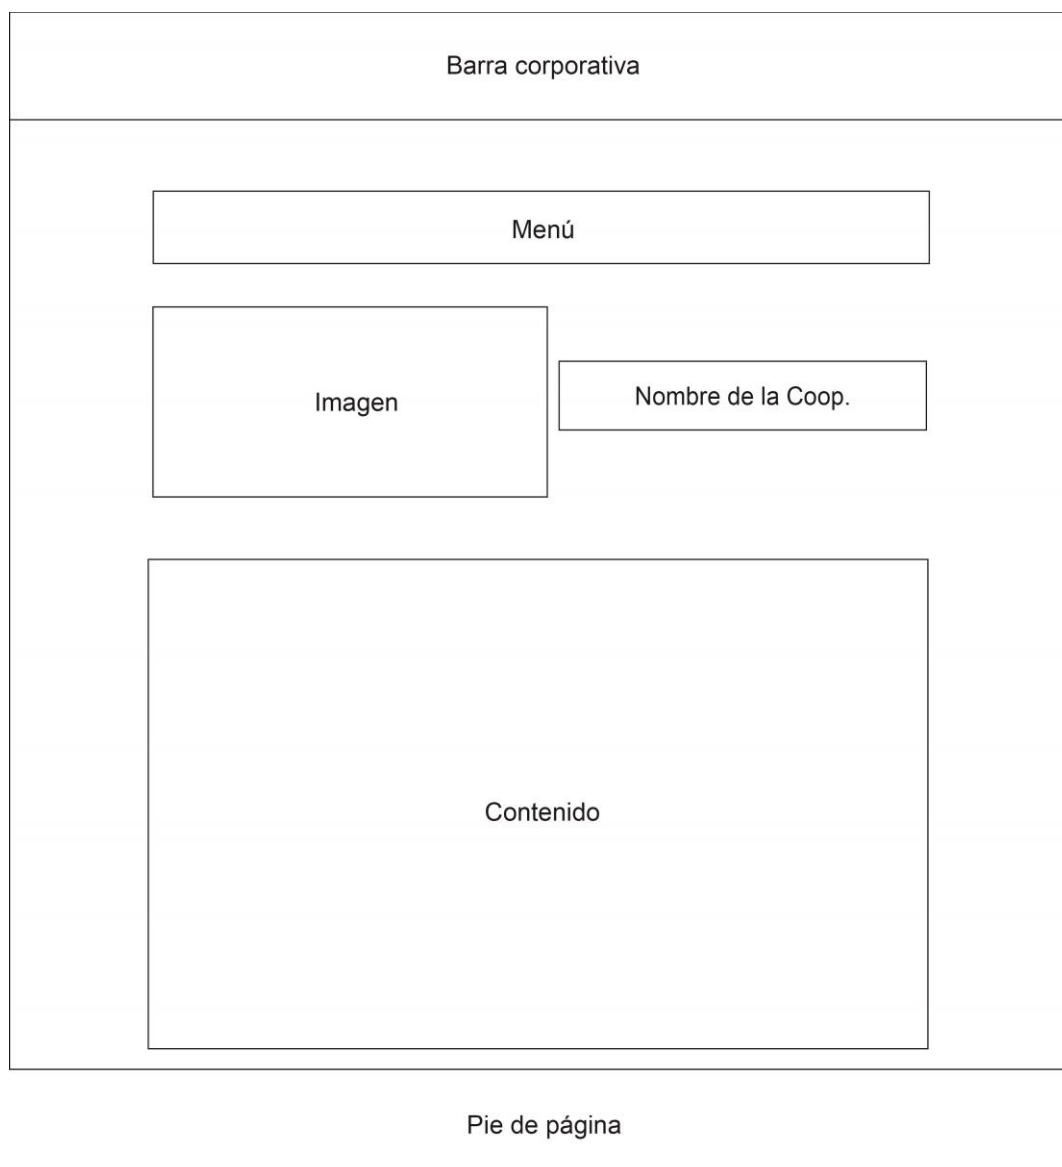 Barra corporativa
Menú
Imagen
Nombre de la Coop.
Contenido
Pie de página